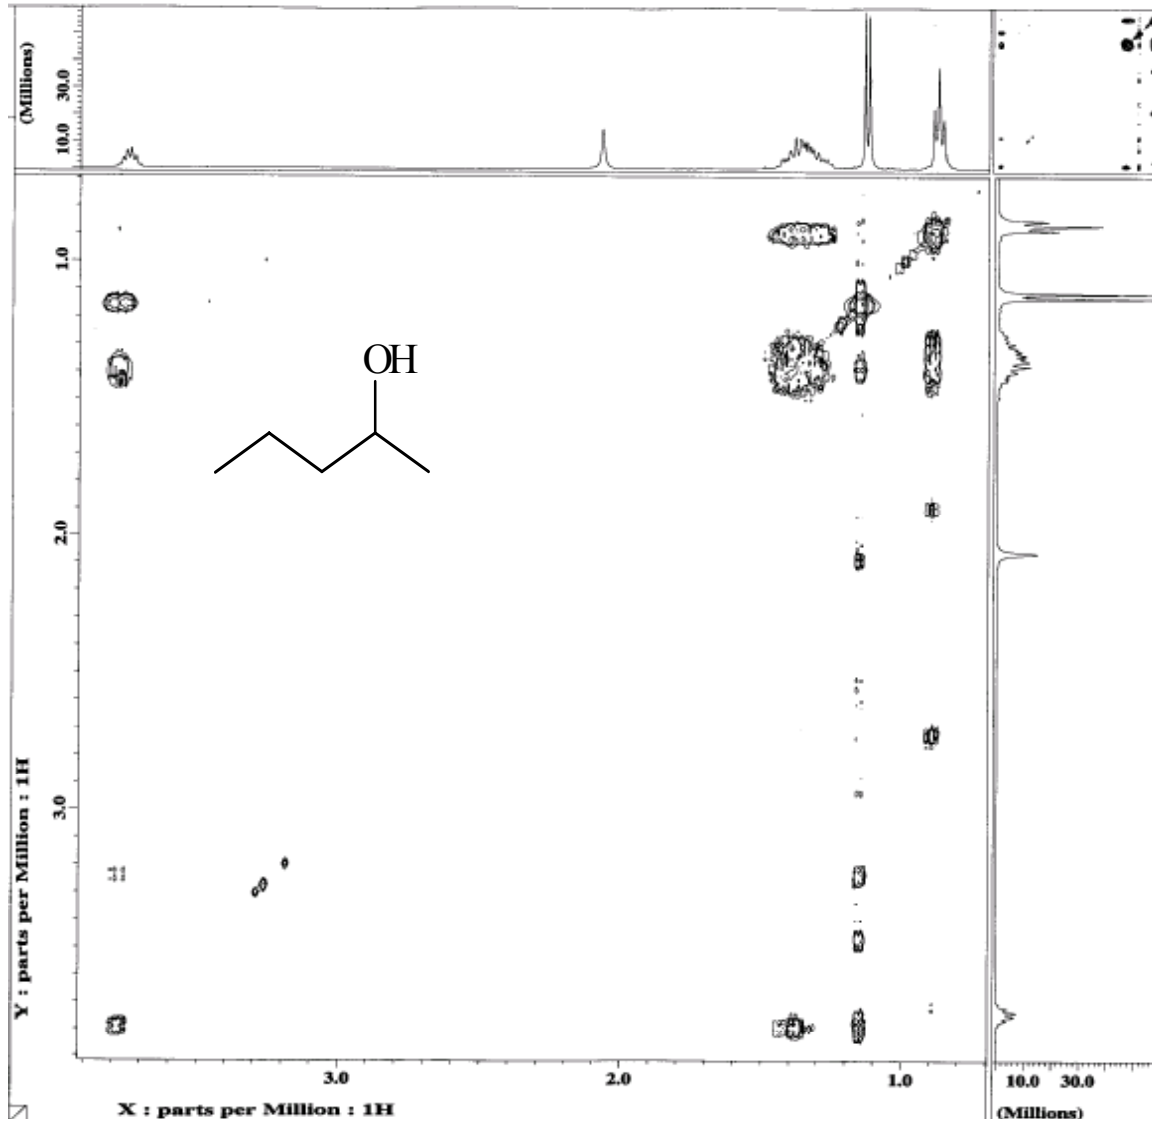 (Millions)
30.0
10.0
1.0
2.0
3.0
Y : parts per Million : 1H
OH
3.0
2.0
1.0
X : parts per Million : 1H
10.0 30.0
(Millions)